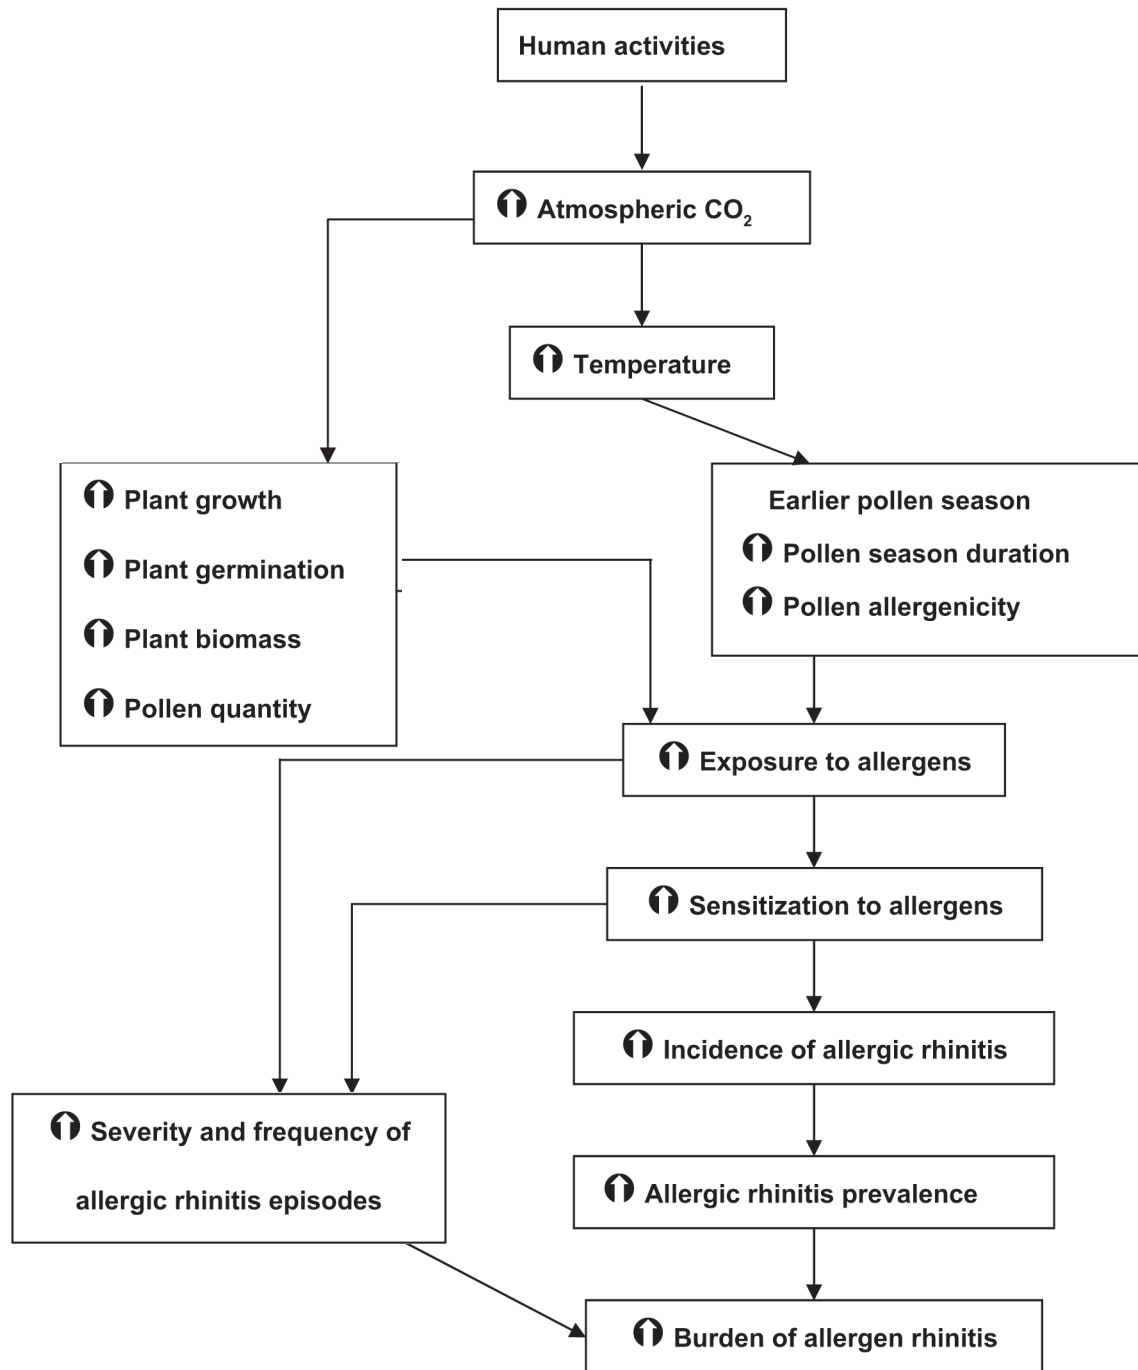 Human activities
Atmospheric CO₂
Temperature
Plant growth
Plant germination
Plant biomass
Pollen quantity
Earlier pollen season
Pollen season duration
Pollen allergenicity
Exposure to allergens
Sensitization to allergens
Incidence of allergic rhinitis
Severity and frequency of
allergic rhinitis episodes
Allergic rhinitis prevalence
Burden of allergen rhinitis